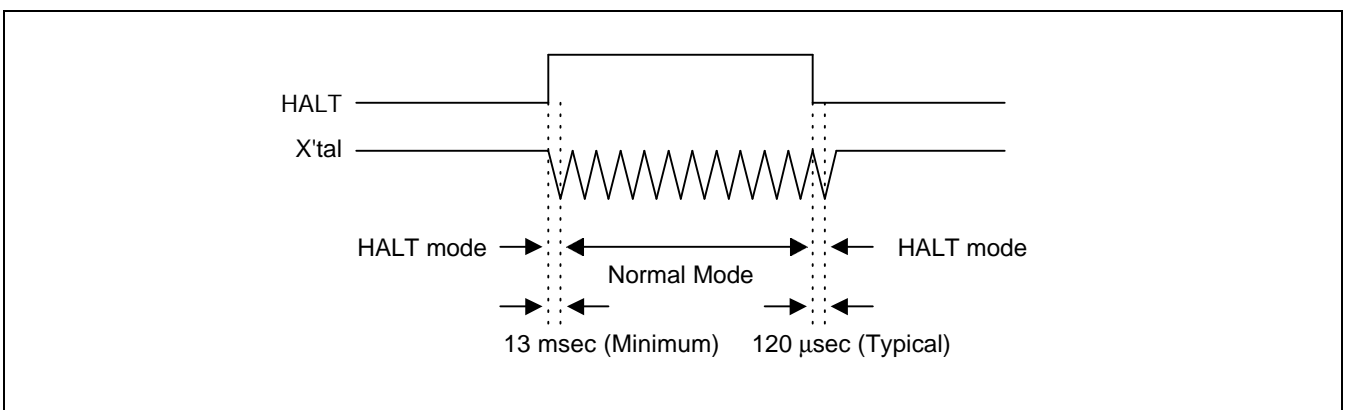 HALT
X'tal
HALT mode
HALT mode
Normal Mode
13 msec (Minimum)
120 μsec (Typical)